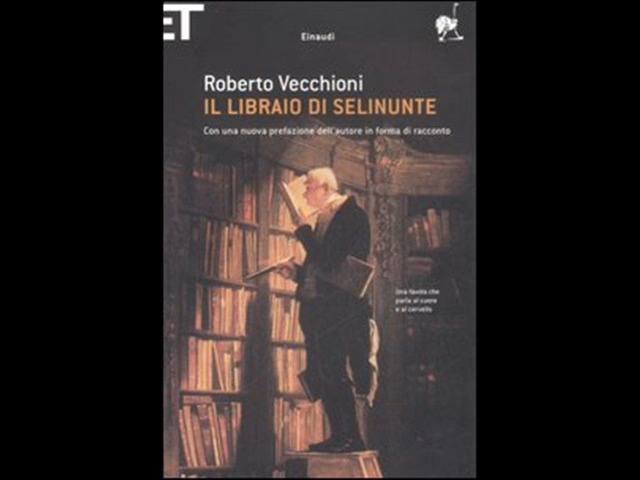 ET
Einaudi
Roberto Vecchioni
IL LIBRAIO DI SELINUNTE
Con una nuova prefazione dell'autore in forma di racconto
Una favola che
parla al cuore
e al cervello